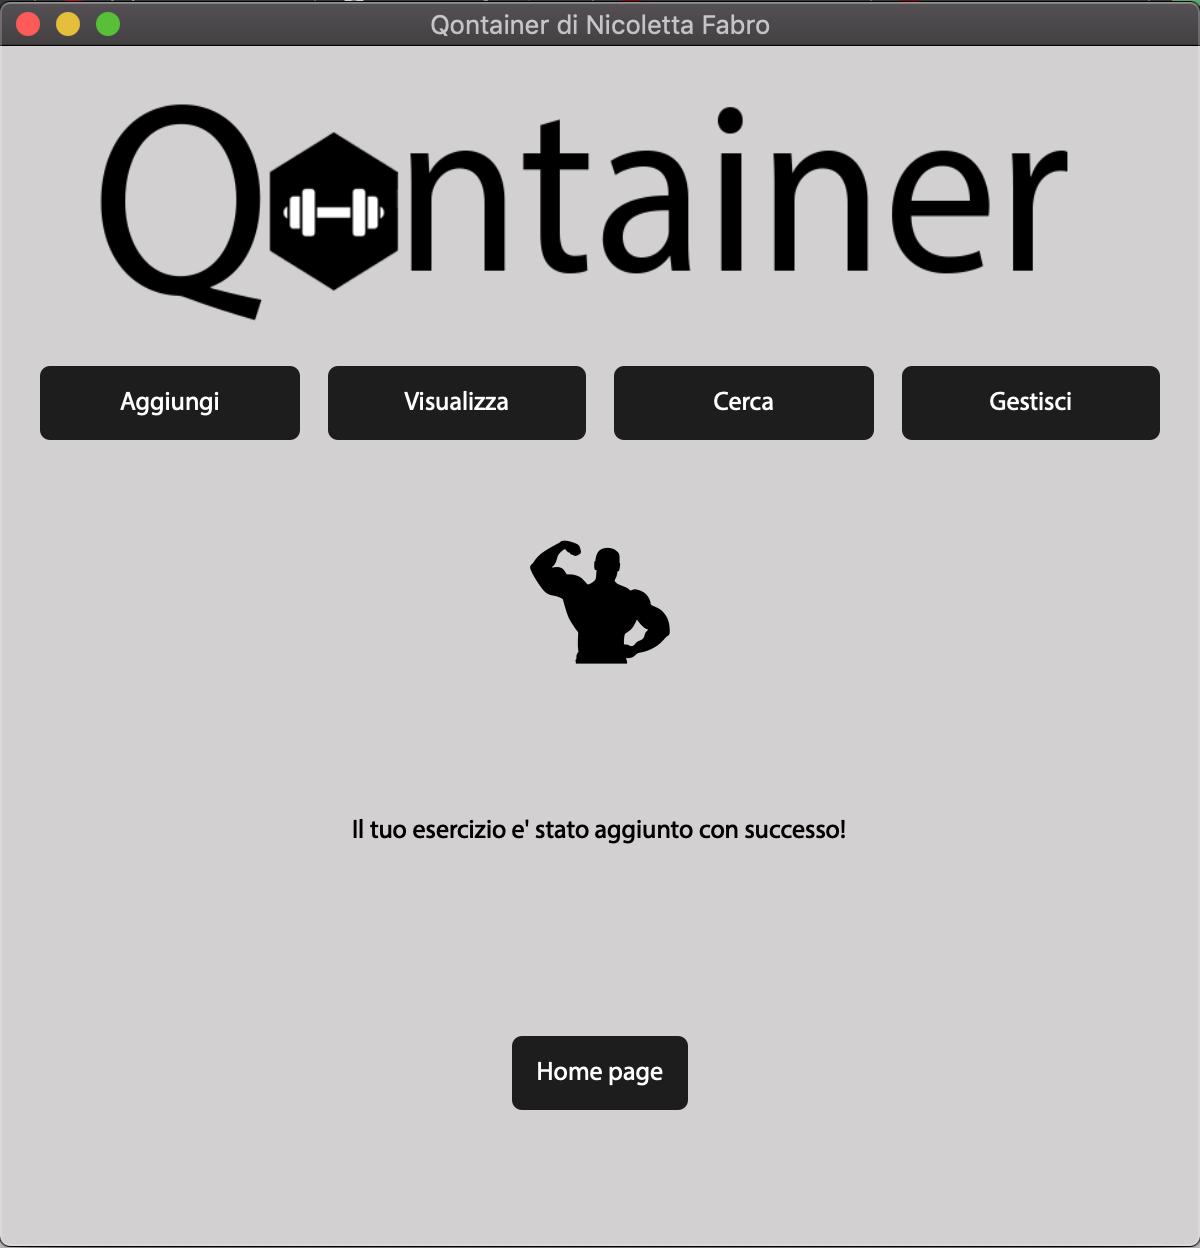 Qontainer di Nicoletta Fabro
Qontainer
Aggiungi
Visualizza
Cerca
Gestisci
Il tuo esercizio e' stato aggiunto con successo!
Home page